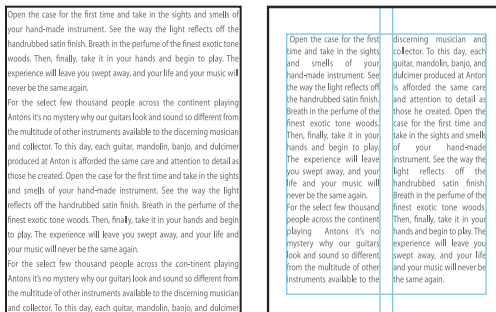 Open the case for the first time and take in the sights and smells of
your hand-made instrument. See the way the light reflects off the
handrubbed satin finish. Breath in the perfume of the finest exotic tone
woods. Then, finally, take it in your hands and begin to play. The
experience will leave you swept away, and your life and your music will
never be the same again.
For the select few thousand people across the continent playing
Antons it's no mystery why our guitars look and sound so different from
the multitude of other instruments available to the discerning musician
and collector. To this day, each guitar, mandolin, banjo, and dulcimer
produced at Anton is afforded the same care and attention to detail as
those he created. Open the case for the first time and take in the sights
and smells of your hand-made instrument. See the way the light
reflects off the handrubbed satin finish. Breath in the perfume of the
finest exotic tone woods. Then, finally, take it in your hands and begin
to play. The experience will leave you swept away, and your life and
your music will never be the same again.
For the select few thousand people across the con-tinent playing
Antons it's no mystery why our guitars look and sound so different from
the multitude of other instruments available to the discerning musician
and collector. To this day, each guitar, mandolin, banjo, and dulcimer
Open the case for the first
time and take in the sights
and smells of your
hand-made instrument. See
the way the light reflects off
the handrubbed satin finish.
Breath in the perfume of the
finest exotic tone woods.
Then, finally, take it in your
hands and begin to play.
The experience will leave
you swept away, and your
life and your music will
never be the same again.
For the select few thousand
people across the continent
playing Antons it's no
mystery why our guitars
look and sound so different
from the multitude of other
instruments available to the
discerning musician and
collector. To this day, each
guitar, mandolin, banjo, and
dulcimer produced at Anton
is afforded the same care
and attention to detail as
those he created. Open the
case for the first time and
take in the sights and smells
of your hand-made
instrument. See the way the
light reflects off the
handrubbed satin finish.
Breath in the perfume of the
finest exotic tone woods.
Then, finally, take it in your
hands and begin to play. The
experience will leave you
swept away, and your life
and your music will never be
the same again.